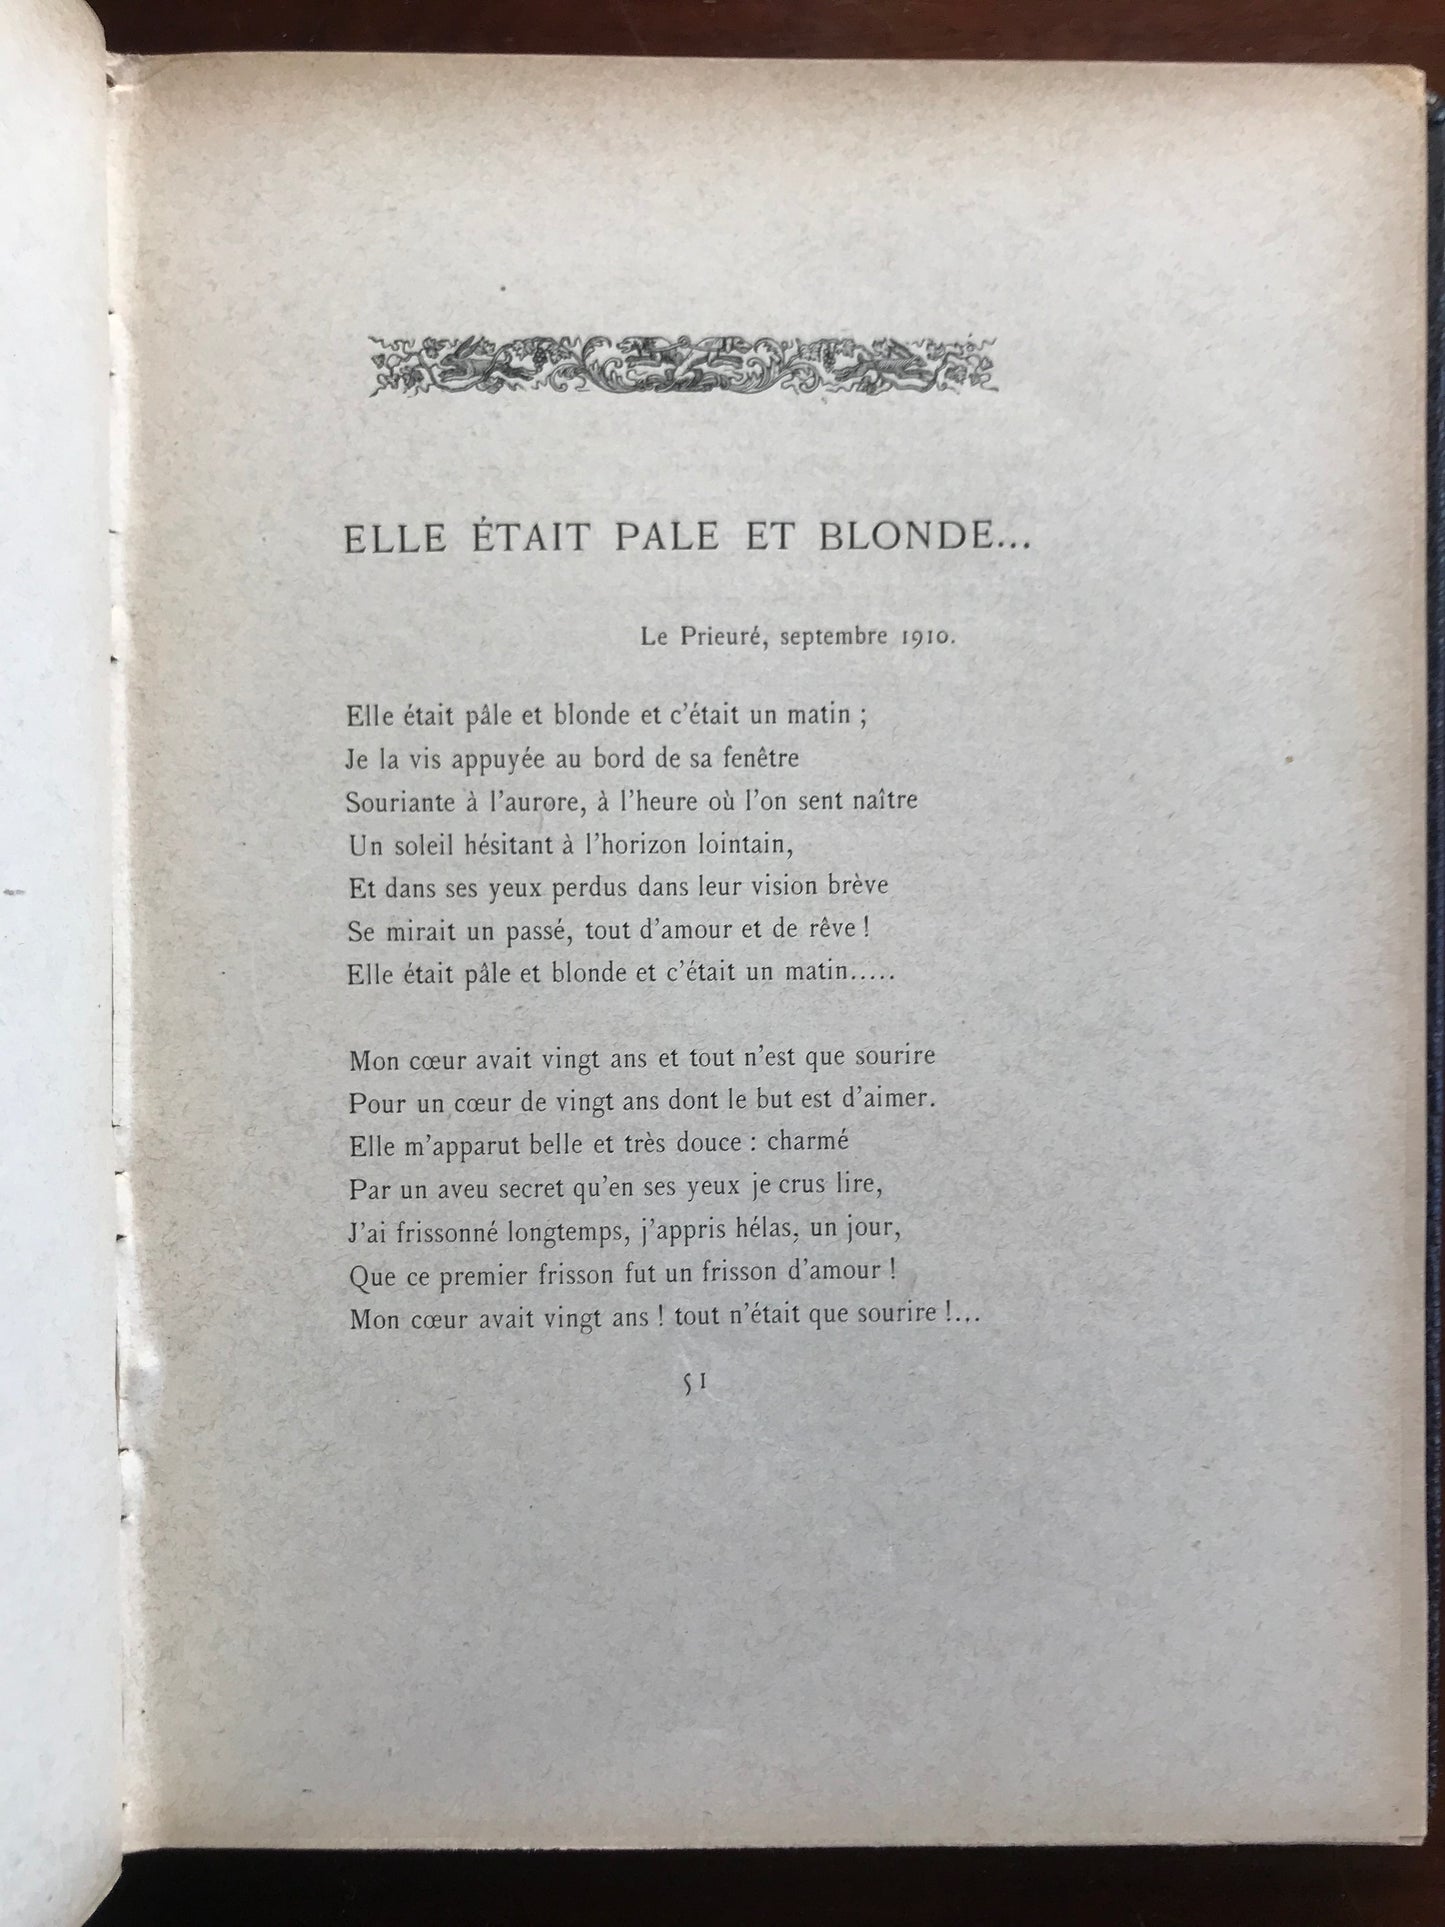 ELLE ÉTAIT PALE ET BLONDE...
Le Prieuré, septembre 1910.
Elle était pâle et blonde et c'était un matin ;
Je la vis appuyée au bord de sa fenêtre
Souriante à l'aurore, à l'heure où l'on sent naître
Un soleil hésitant à l'horizon lointain,
Et dans ses yeux perdus dans leur vision brève
Se mirait un passé, tout d'amour et de rêve !
Elle était pâle et blonde et c'était un matin.....
Mon cœur avait vingt ans et tout n'est que sourire
Pour un cœur de vingt ans dont le but est d'aimer.
Elle m'apparut belle et très douce : charmé
Par un aveu secret qu'en ses yeux je crus lire,
J'ai frissonné longtemps, j'appris hélas, un jour,
Que ce premier frisson fut un frisson d'amour !
Mon cœur avait vingt ans ! tout n'était que sourire !...
51